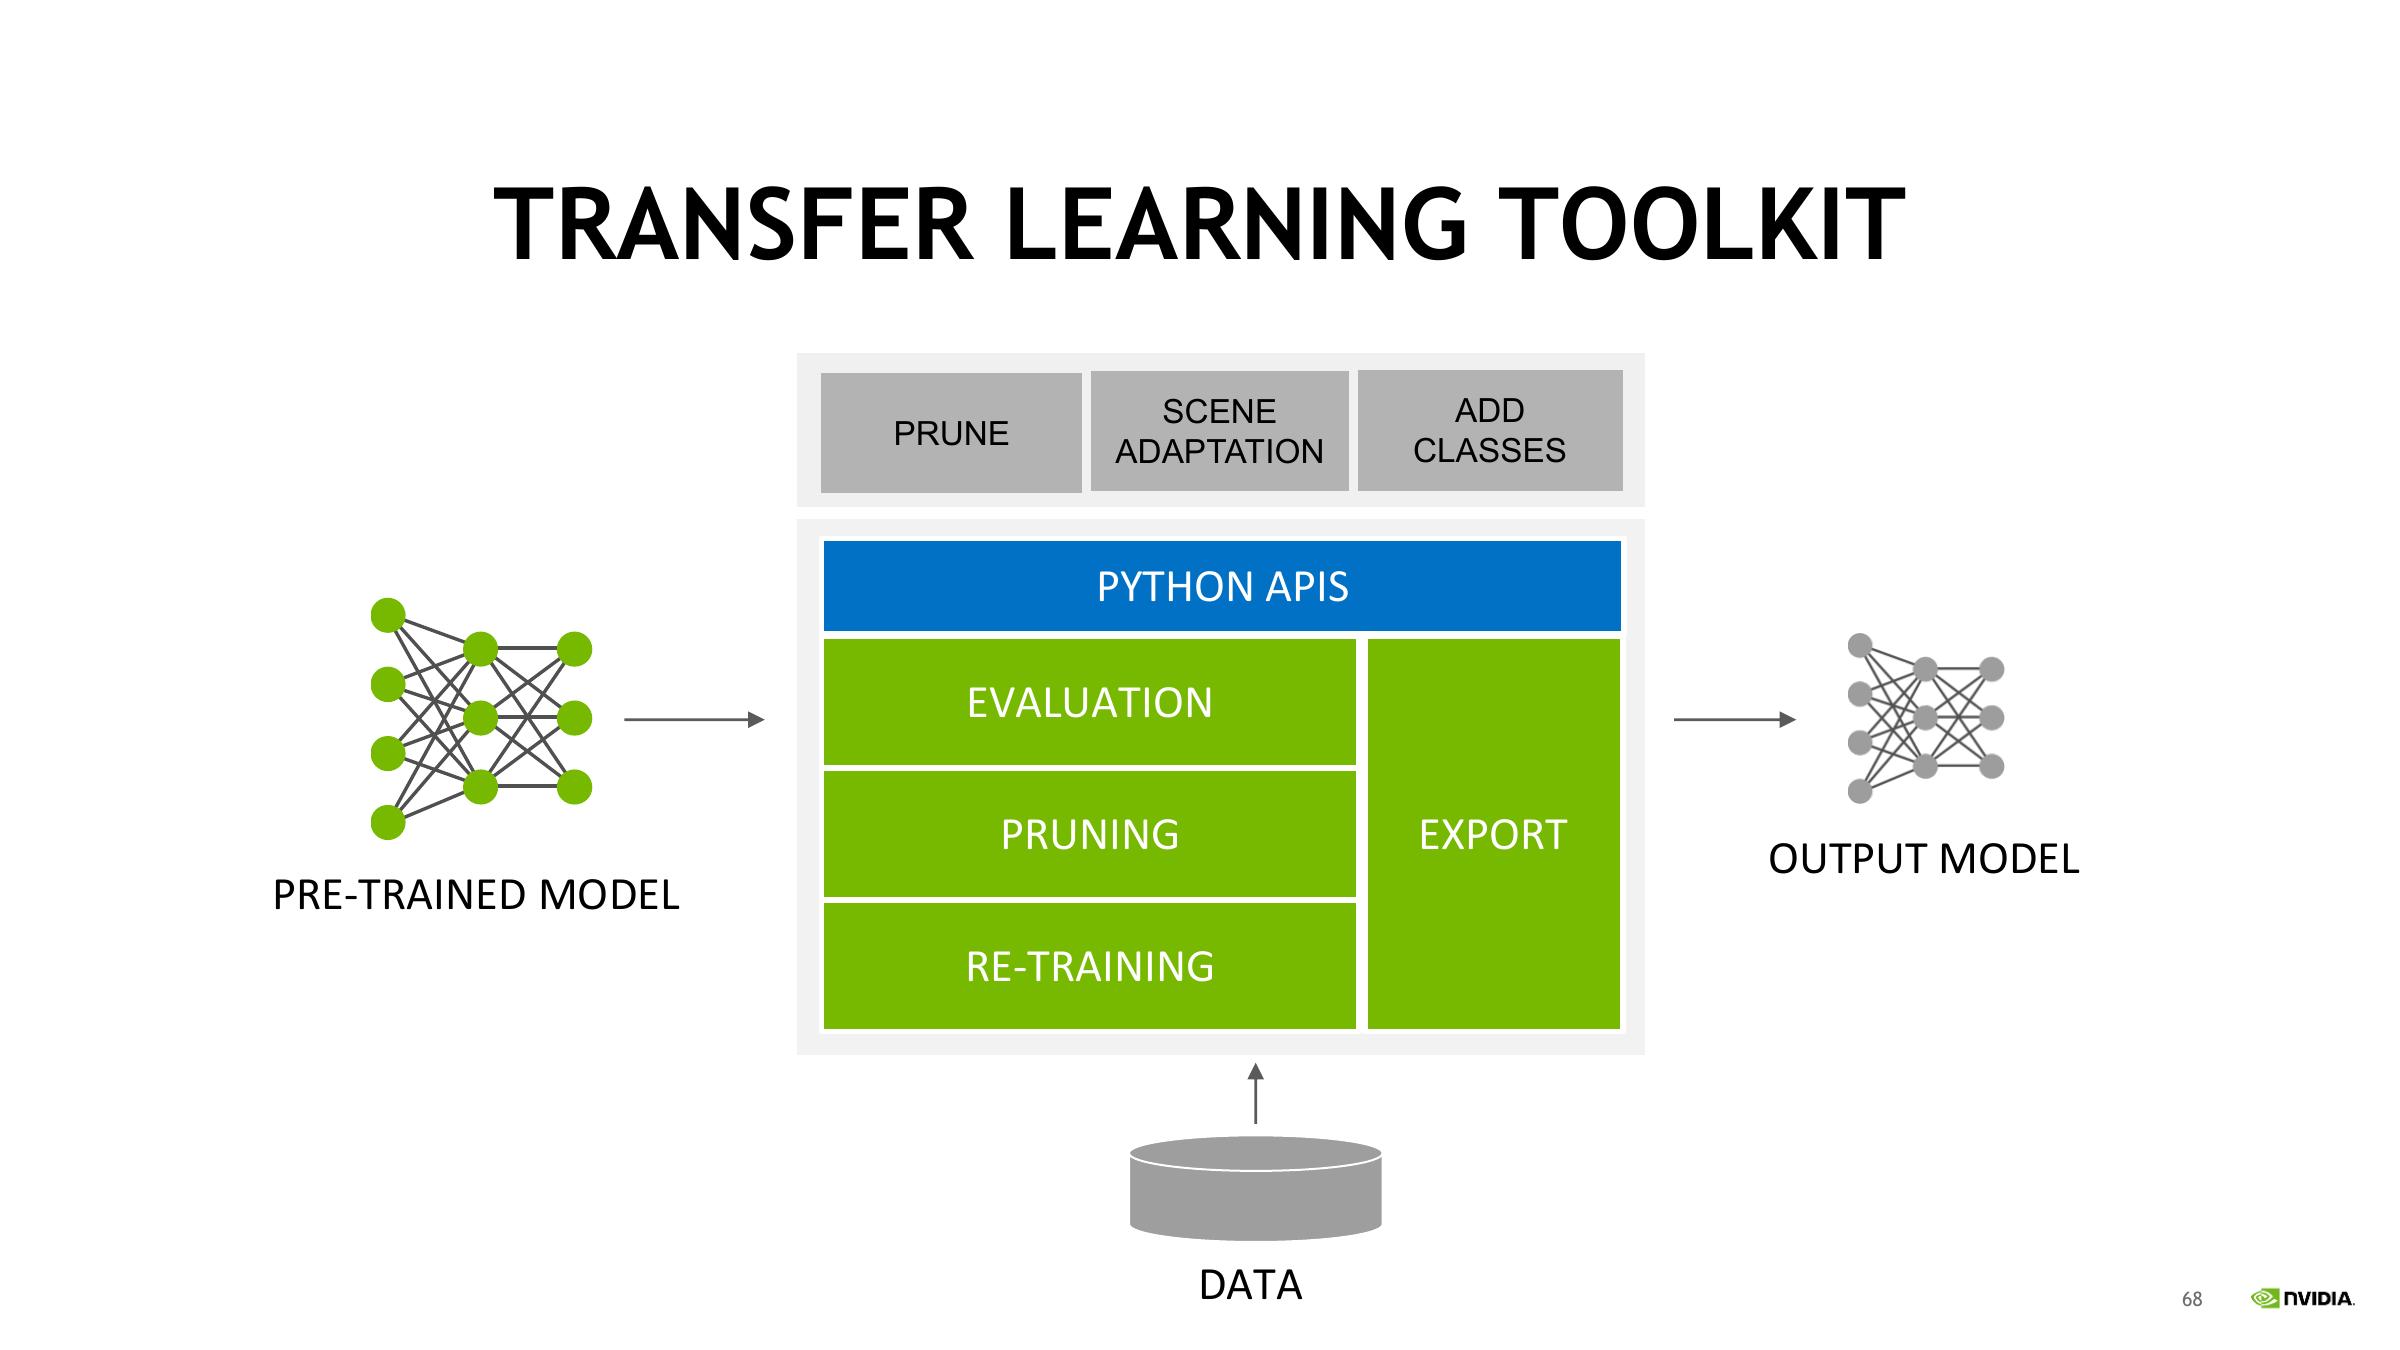 TRANSFER LEARNING TOOLKIT
PRUNE
SCENE
ADAPTATION
ADD
CLASSES
PYTHON APIS
EVALUATION
PRUNING
RE-TRAINING
EXPORT
PRE-TRAINED MODEL
OUTPUT MODEL
DATA
68
NVIDIA.